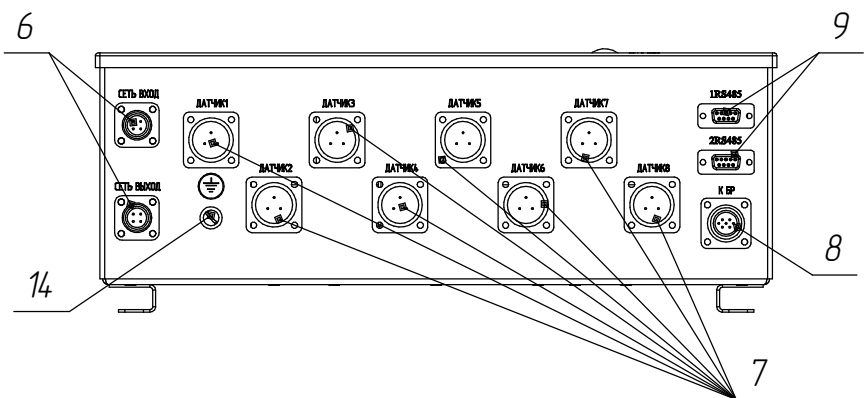 6
9
СЕТЬ ВХОД
ДАТЧИК1
ДАТЧИК3
ДАТЧИК5
ДАТЧИК7
1RS485
2RS485
СЕТЬ ВЫХОД
ДАТЧИК2
ДАТЧИК4
ДАТЧИК6
ДАТЧИК8
К БР
8
14
7